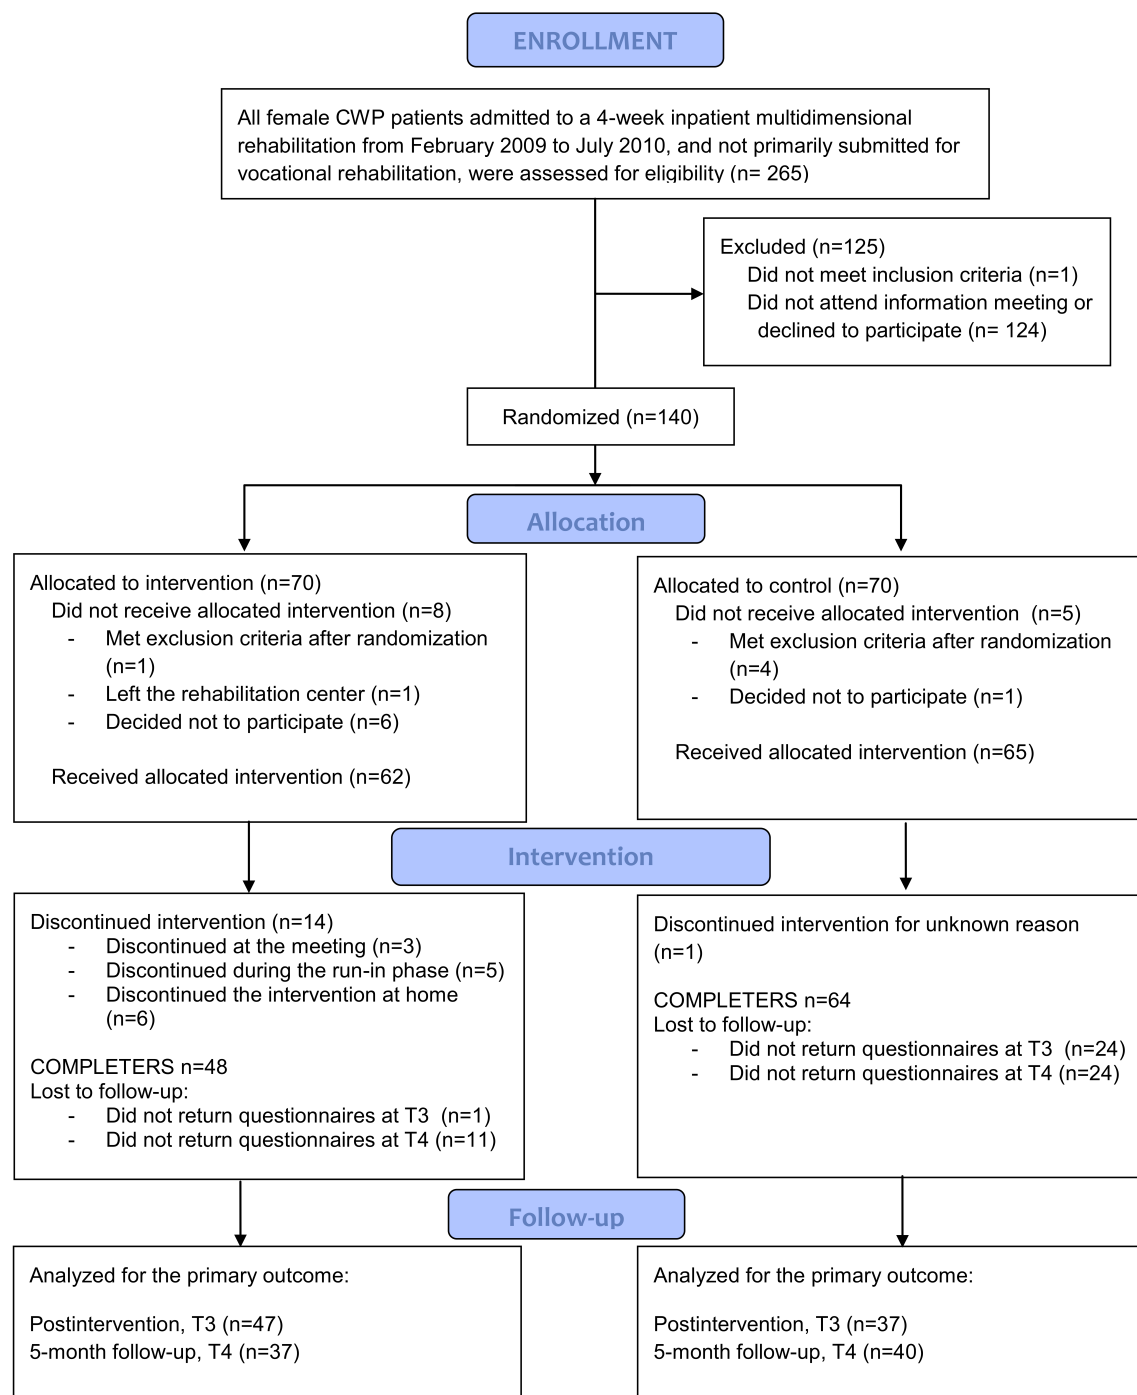 ENROLLMENT
All female CWP patients admitted to a 4-week inpatient multidimensional
rehabilitation from February 2009 to July 2010, and not primarily submitted for
vocational rehabilitation, were assessed for eligibility (n= 265)
Excluded (n=125)
Did not meet inclusion criteria (n=1)
Did not attend information meeting or
declined to participate (n= 124)
Randomized (n=140)
Allocation
Allocated to intervention (n=70)
Did not receive allocated intervention (n=8)
- Met exclusion criteria after randomization
(n=1)
- Left the rehabilitation center (n=1)
- Decided not to participate (n=6)
Received allocated intervention (n=62)
Allocated to control (n=70)
Did not receive allocated intervention (n=5)
- Met exclusion criteria after randomization
(n=4)
- Decided not to participate (n=1)
Received allocated intervention (n=65)
Intervention
Discontinued intervention (n=14)
- Discontinued at the meeting (n=3)
- Discontinued during the run-in phase (n=5)
- Discontinued the intervention at home
(n=6)
COMPLETERS n=48
Lost to follow-up:
- Did not return questionnaires at T3 (n=1)
- Did not return questionnaires at T4 (n=11)
Discontinued intervention for unknown reason
(n=1)
COMPLETERS n=64
Lost to follow-up:
- Did not return questionnaires at T3 (n=24)
- Did not return questionnaires at T4 (n=24)
Follow-up
Analyzed for the primary outcome:
Postintervention, T3 (n=47)
5-month follow-up, T4 (n=37)
Analyzed for the primary outcome:
Postintervention, T3 (n=37)
5-month follow-up, T4 (n=40)